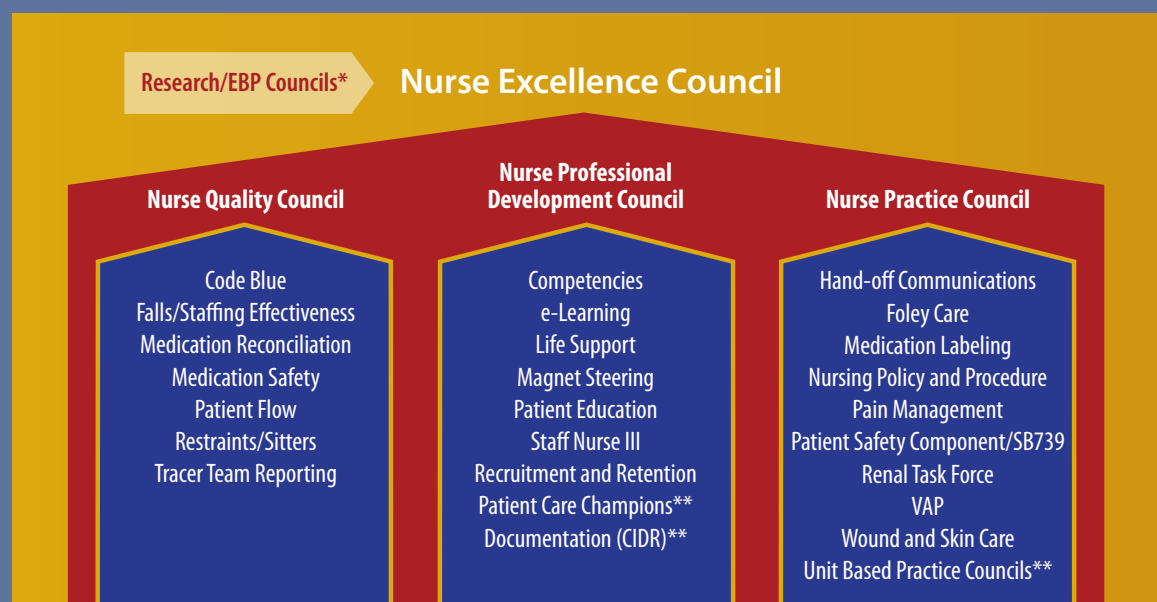 Research/EBP Councils*
Nurse Excellence Council
Nurse Quality Council
Code Blue
Falls/Staffing Effectiveness
Medication Reconciliation
Medication Safety
Patient Flow
Restraints/Sitters
Tracer Team Reporting
Nurse Professional
Development Council
Competencies
e-Learning
Life Support
Magnet Steering
Patient Education
Staff Nurse III
Recruitment and Retention
Patient Care Champions**
Documentation (CIDR)**
Nurse Practice Council
Hand-off Communications
Foley Care
Medication Labeling
Nursing Policy and Procedure
Pain Management
Patient Safety Component/SB739
Renal Task Force
VAP
Wound and Skin Care
Unit Based Practice Councils**